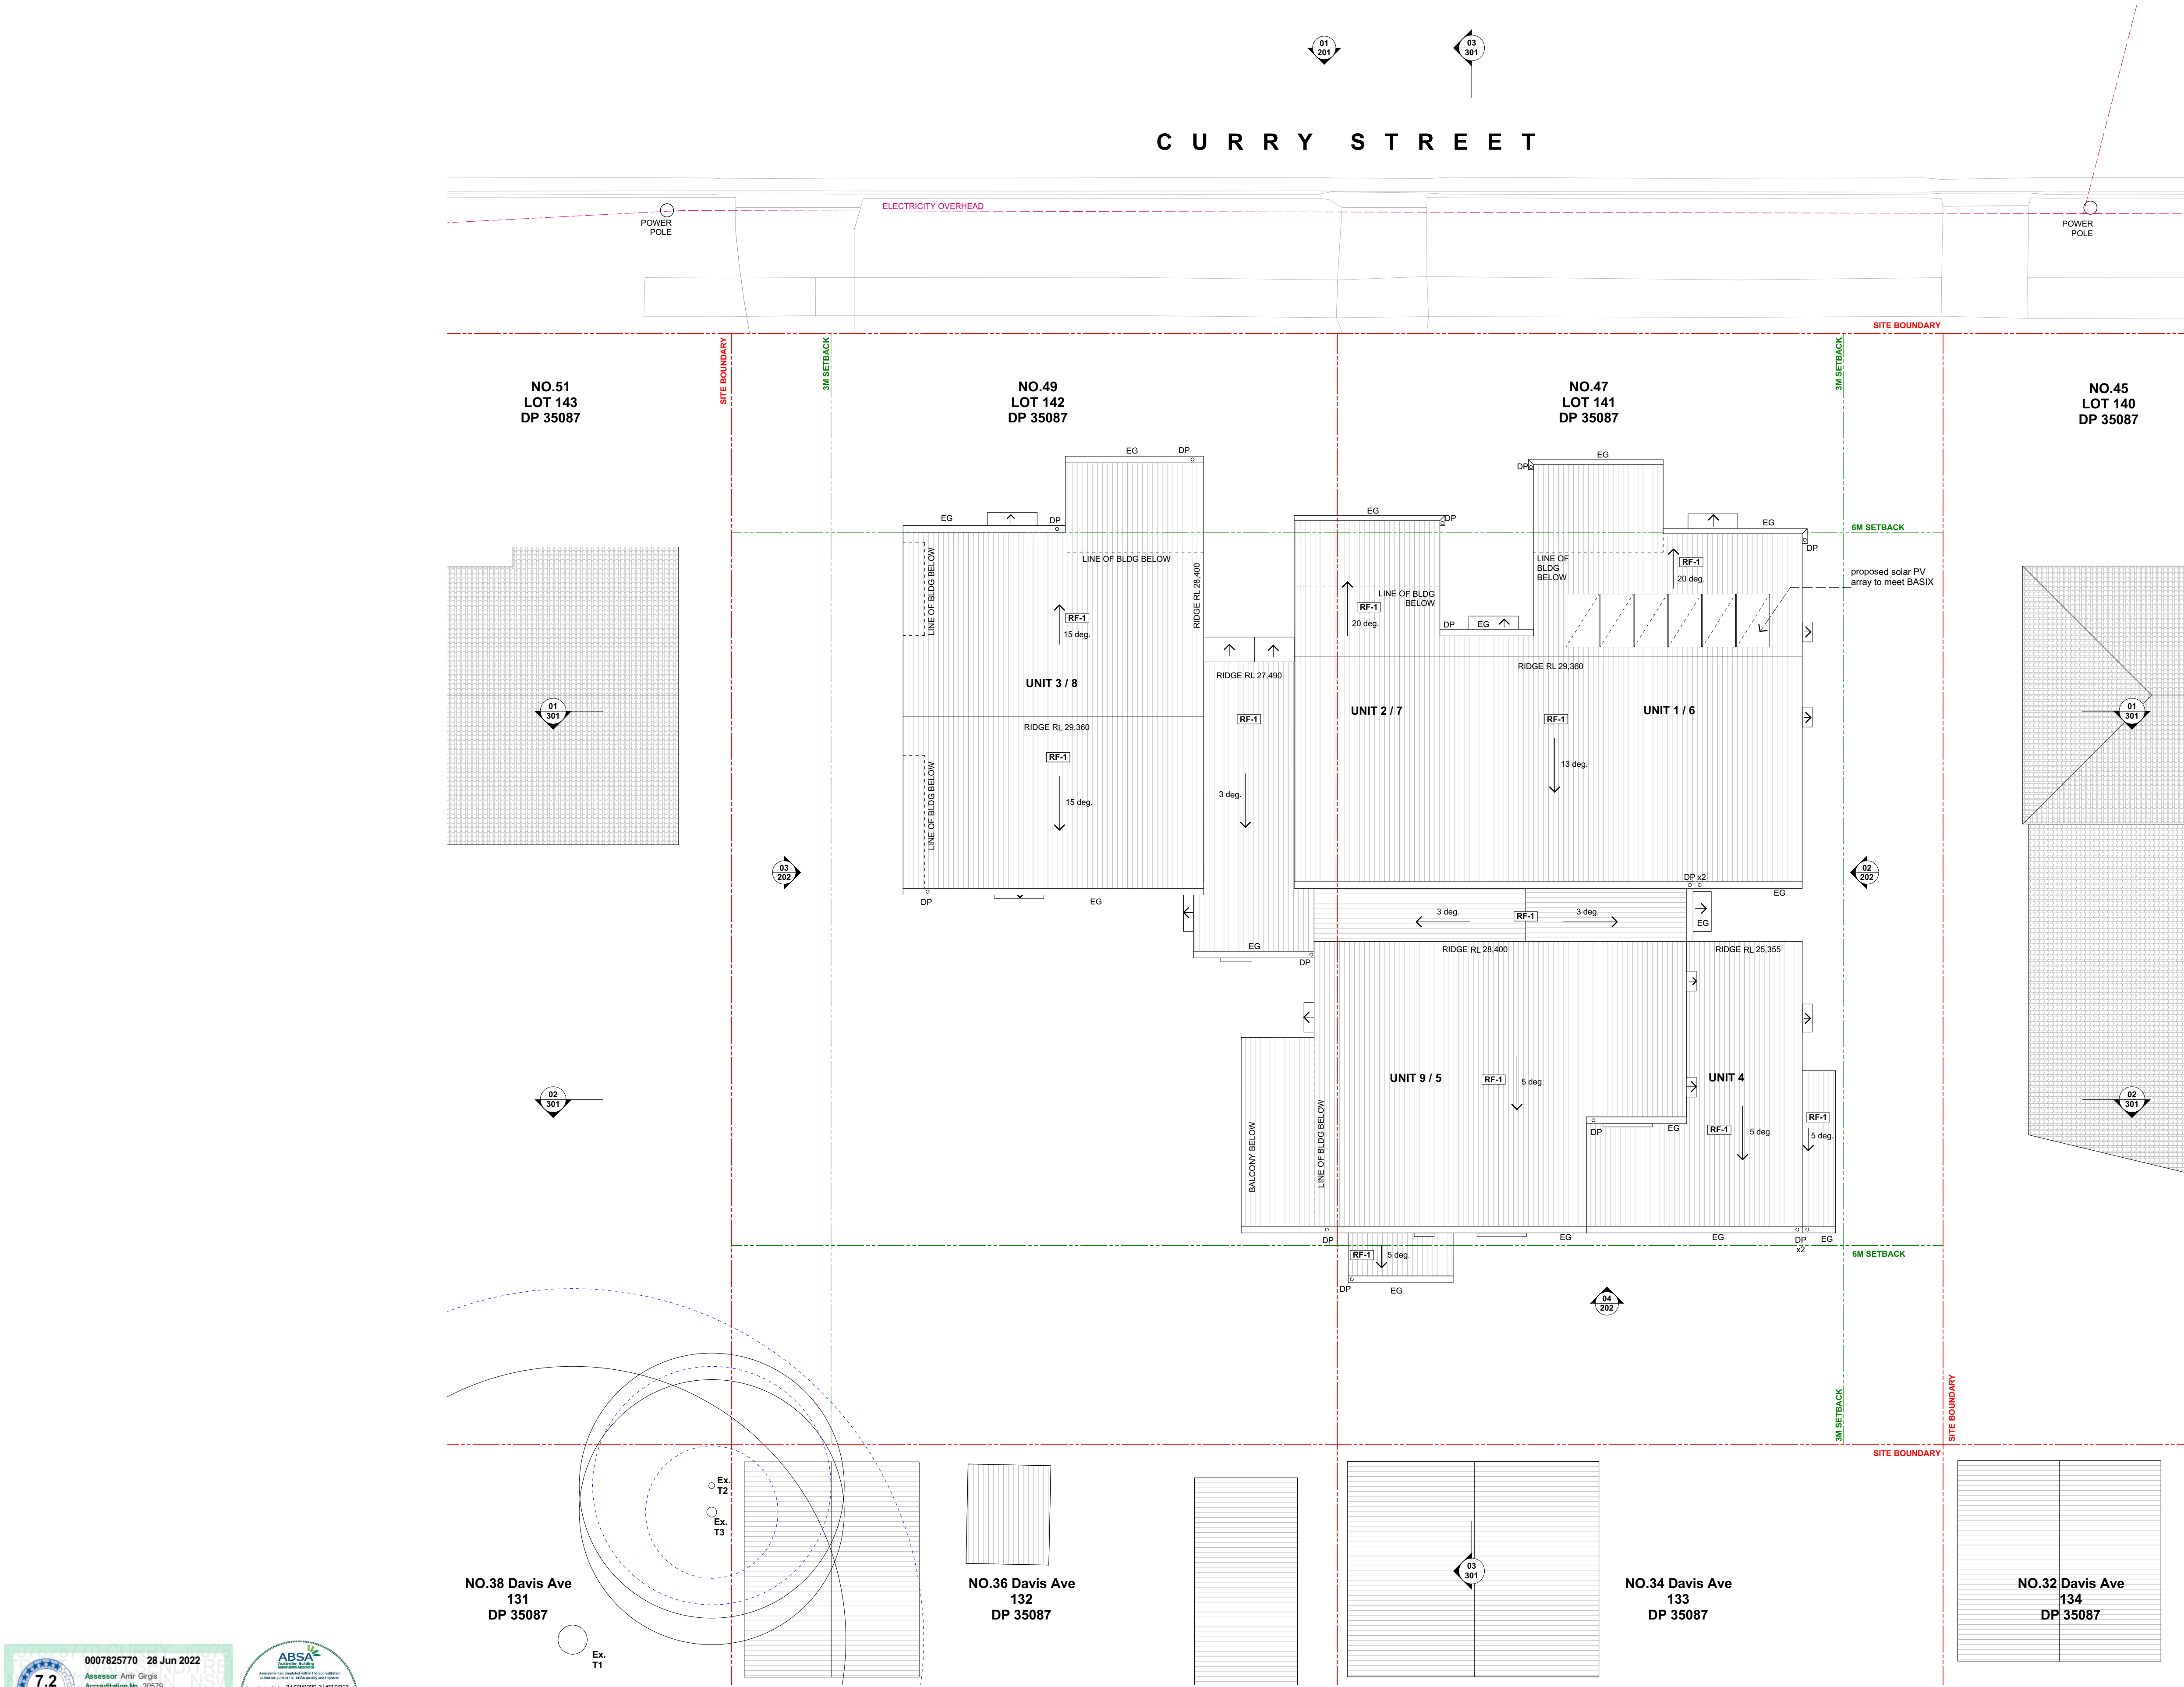 01
201
03
301
CURRY STREET
ELECTRICITY OVERHEAD
POWER
POLE
POWER
POLE
SITE BOUNDARY
SITE BOUNDARY
3M SETBACK
3M SETBACK
NO.51
LOT 143
DP 35087
NO.49
LOT 142
DP 35087
NO.47
LOT 141
DP 35087
NO.45
LOT 140
DP 35087
EG
DP
EG
DP
EG
DP
EG
DP
EG
DP
EG
DP
6M SETBACK
LINE OF BLDG BELOW
LINE OF BLDG BELOW
RIDGE RL 28,400
LINE OF
BLDG
BELOW
RF-1
20 deg.
proposed solar PV
array to meet BASIX
LINE OF BLDG
BELOW
RF-1
20 deg.
RF-1
15 deg.
DP
EG
RIDGE RL 29,360
RIDGE RL 27,490
UNIT 3 / 8
UNIT 2 / 7
UNIT 1 / 6
01
301
RF-1
RF-1
01
301
RIDGE RL 29,360
RF-1
13 deg.
LINE OF BLDG BELOW
15 deg.
3 deg.
03
202
02
202
DP x2
EG
DP
EG
3 deg.
RF-1
3 deg.
EG
EG
DP
RIDGE RL 28,400
RIDGE RL 25,355
02
301
UNIT 9 / 5
RF-1
5 deg.
UNIT 4
02
301
BALCONY BELOW
LINE OF BLDG BELOW
DP
EG
RF-1
5 deg.
RF-1
5 deg.
DP
EG
EG
DP
x2
EG
RF-1
5 deg.
6M SETBACK
DP
EG
04
202
3M SETBACK
SITE BOUNDARY
SITE BOUNDARY
Ex.
T2
Ex.
T3
NO.38 Davis Ave
131
DP 35087
NO.36 Davis Ave
132
DP 35087
03
301
NO.34 Davis Ave
133
DP 35087
NO.32 Davis Ave
134
DP 35087
Ex.
T1
7.2
0007825770 28 Jun 2022
Assessor Amir Girgis
Accreditation No. 20579
ABSA
Australian Building
Sustainability Association